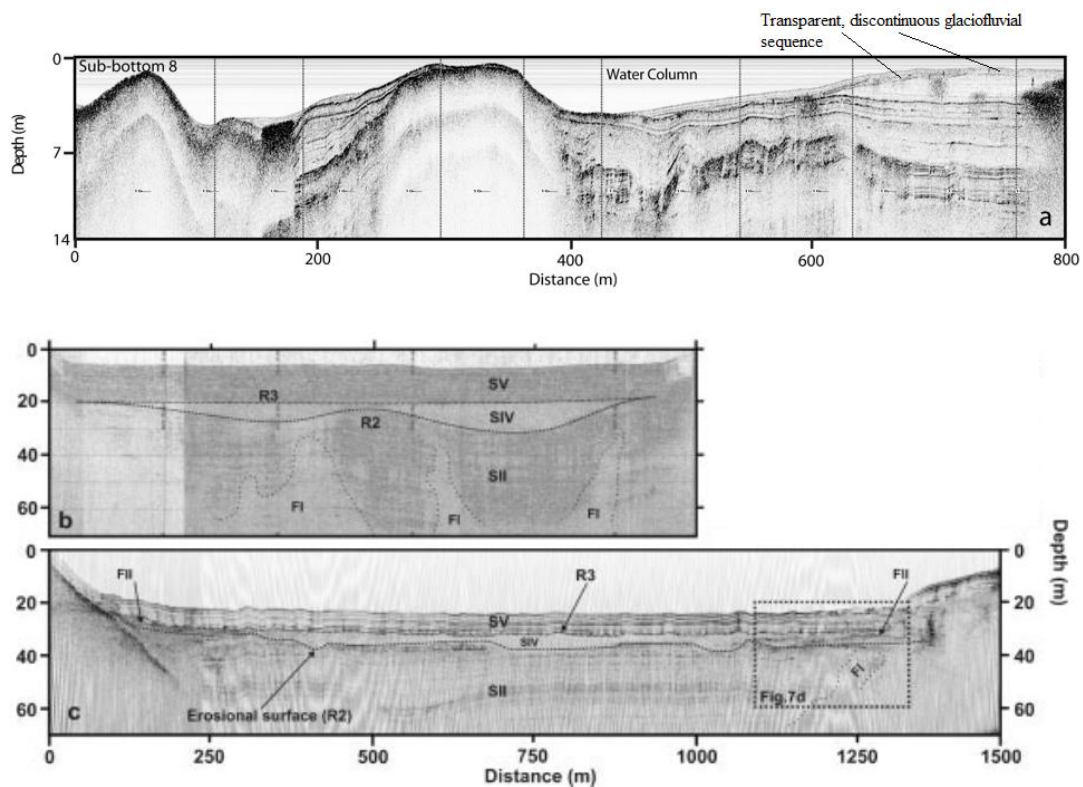 Transparent, discontinuous glaciofluvial
sequence
0
Sub-bottom 8
Water Column
Depth (m)
7
14
a
0
200
400
600
800
Distance (m)
0
20
40
60
SV
R3
SIV
R2
SII
FI
FI
FI
b
Depth (m)
0
20
40
60
FII
R3
FII
SV
SIV
SII
FI
Fig.7d
Erosional surface (R2)
c
0
20
40
60
0
250
500
750
1000
1250
1500
Distance (m)